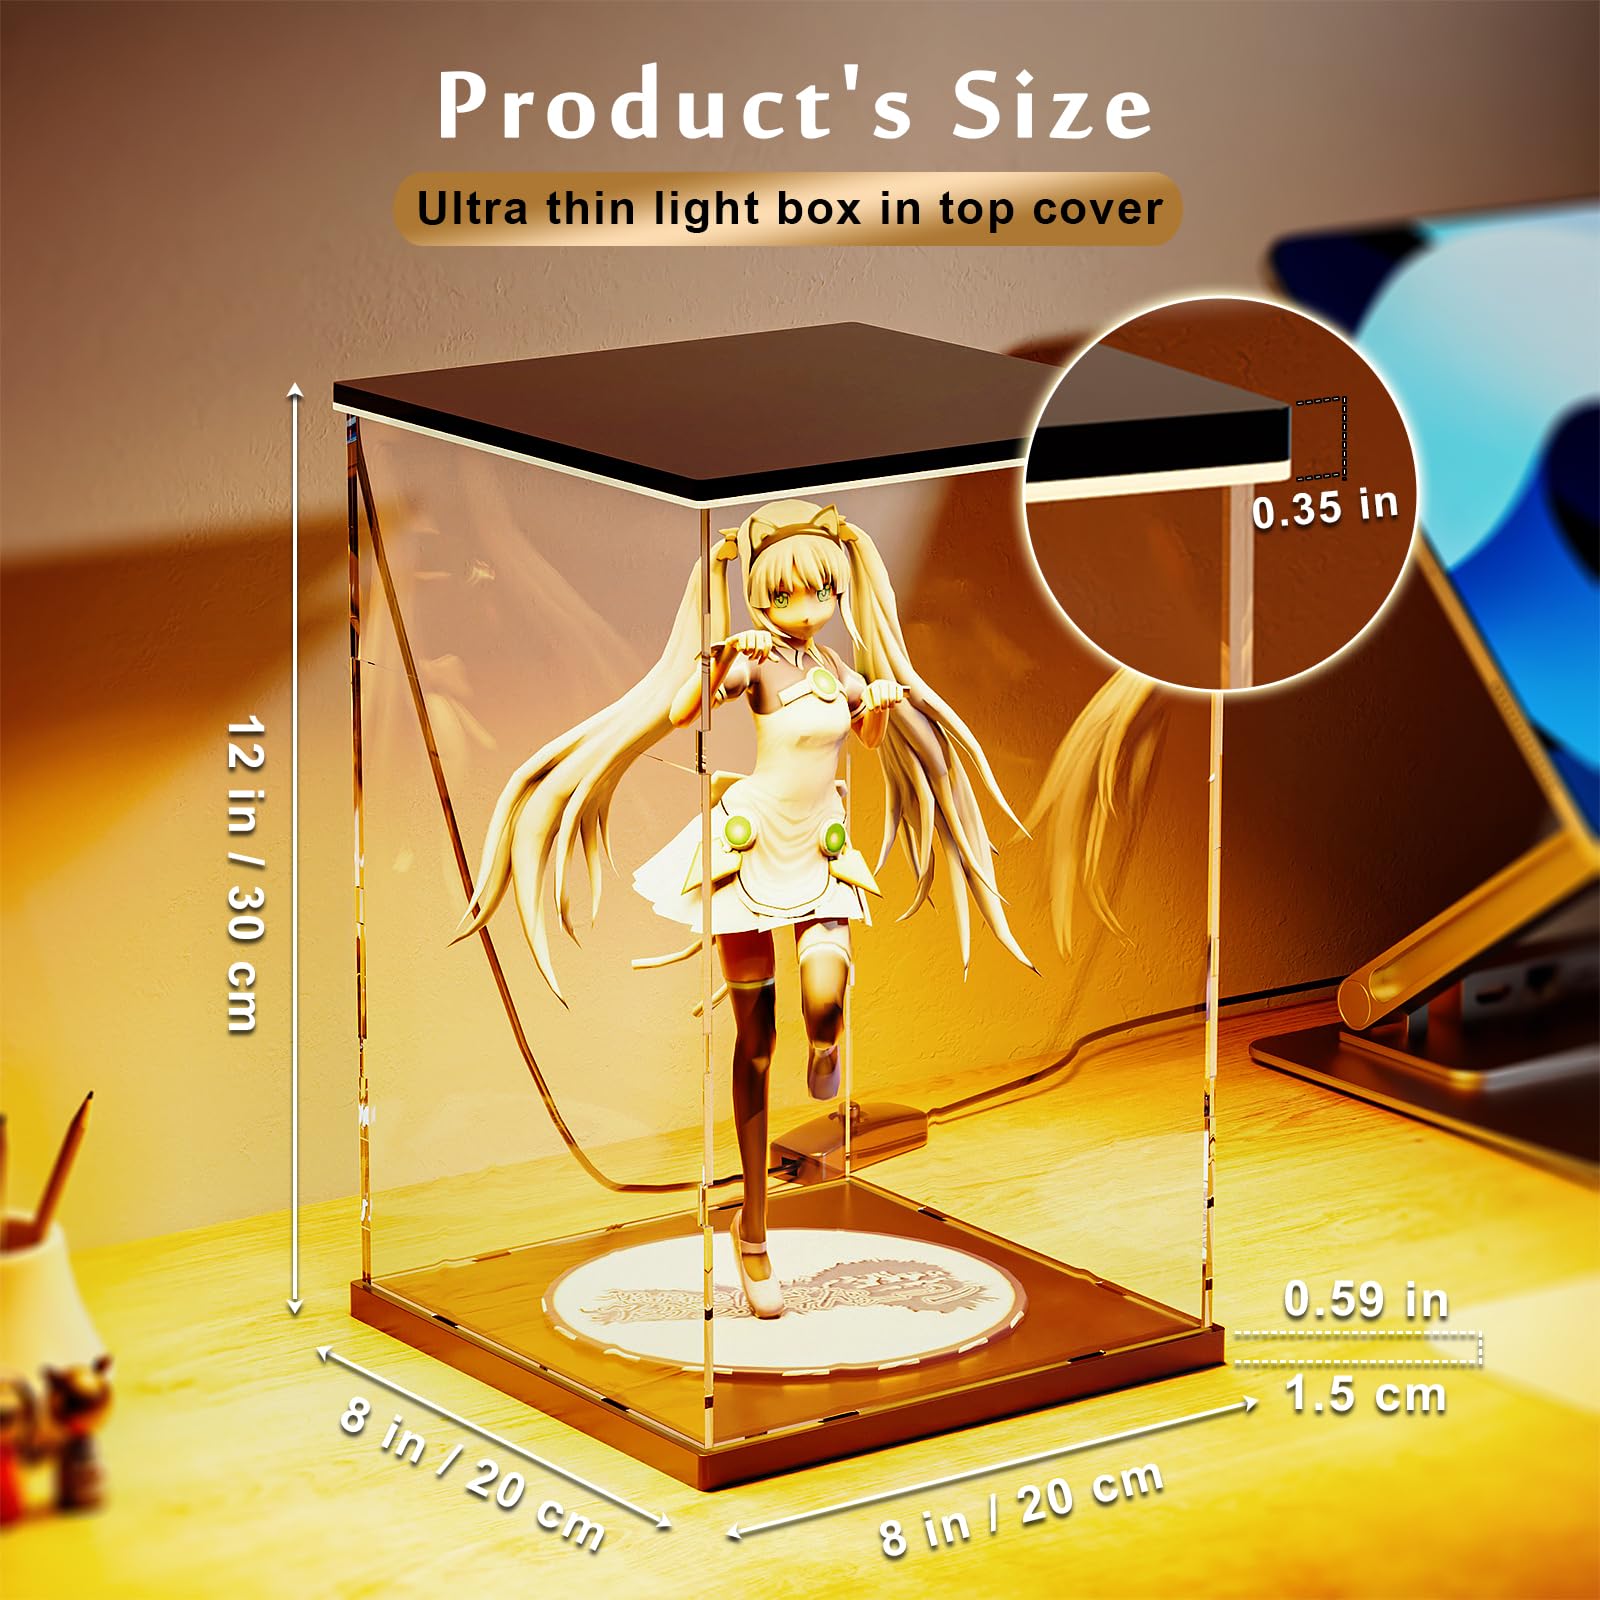 Product's Size
Ultra thin light box in top cover
0.35 in
12 in / 30 cm
0.59 in
1.5 cm
8 in / 20 cm
8 in / 20 cm